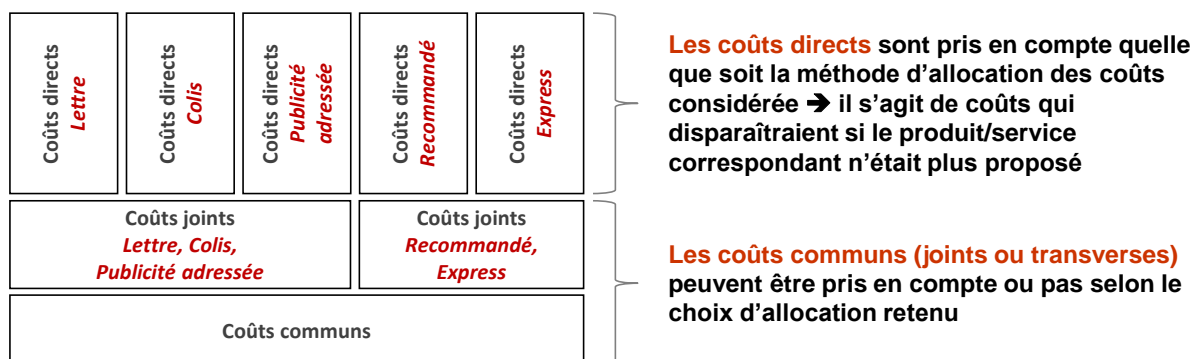 Coûts directs
Lettre
Coûts directs
Colis
Coûts directs
Publicité
adressée
Coûts directs
Recommandé
Coûts directs
Express
Les coûts directs sont pris en compte quelle
que soit la méthode d’allocation des coûts
considérée ➔ il s’agit de coûts qui
disparaîtraient si le produit/service
correspondant n’était plus proposé
Coûts joints
Lettre, Colis,
Publicité adressée
Coûts joints
Recommandé,
Express
Coûts communs
Les coûts communs (joints ou transverses)
peuvent être pris en compte ou pas selon le
choix d’allocation retenu